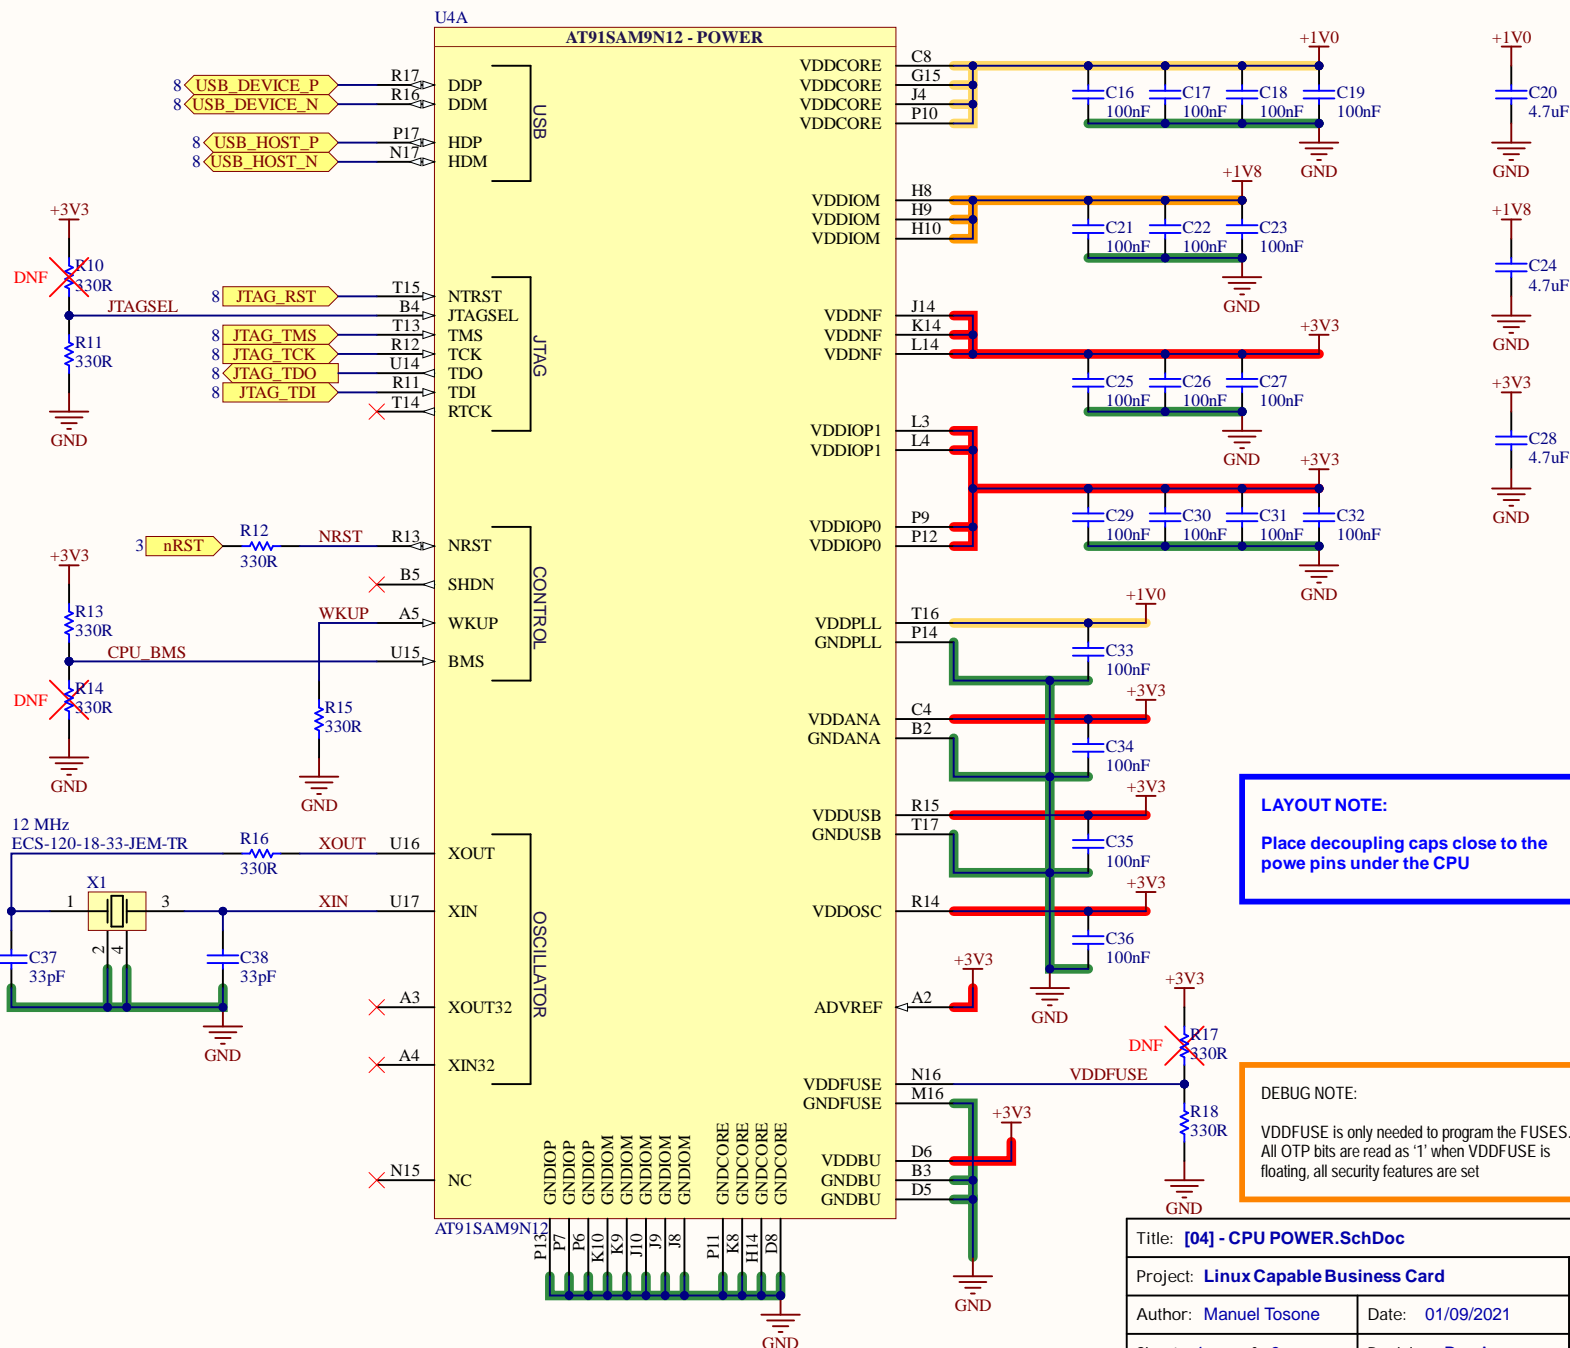 U4A
AT91SAM9N12 - POWER
8 USB_DEVICE_P R17 DDP
8 USB_DEVICE_N R16 DDM
8 USB_HOST_P P17 HDP
8 USB_HOST_N N17 HDM
USB
+3V3
DNF R10
330R
JTAGSEL
R11
330R
GND
8 JTAG_RST T15 NTRST
B4 JTAGSEL
8 JTAG_TMS T13 TMS
8 JTAG_TCK R12 TCK
8 JTAG_TDO U14 TDO
8 JTAG_TDI R11 TDI
T14 RTCK
JTAG
3 nRST R12 NRST R13 NRST
330R
B5 SHDN
WKUP A5 WKUP
U15 BMS
CONTROL
+3V3
R13
330R
CPU_BMS
DNF R14
330R
GND
R15
330R
GND
12 MHz
ECS-120-18-33-JEM-TR
R16 XOUT U16 XOUT
330R
X1
1 3 XIN U17 XIN
2 4
C37
33pF
C38
33pF
GND
A3 XOUT32
A4 XIN32
OSCILLATOR
N15 NC
AT91SAM9N12
GNDIOP P13
GNDIOP P7
GNDIOP P6
GNDIOM K10
GNDIOM K9
GNDIOM J10
GNDIOM J9
GNDIOM J8
GNDCORE P11
GNDCORE K8
GNDCORE H14
GNDCORE D8
GND
VDDCORE C8
VDDCORE G15
VDDCORE J4
VDDCORE P10
+1V0
C16 C17 C18 C19
100nF 100nF 100nF 100nF
GND
VDDIOM H8
VDDIOM H9
VDDIOM H10
+1V8
C21 C22 C23
100nF 100nF 100nF
GND
VDDNF J14
VDDNF K14
VDDNF L14
+3V3
C25 C26 C27
100nF 100nF 100nF
GND
VDDIOP1 L3
VDDIOP1 L4
VDDIOP0 P9
VDDIOP0 P12
+3V3
C29 C30 C31 C32
100nF 100nF 100nF 100nF
GND
VDDPLL T16
GNDPLL P14
+1V0
C33
100nF
VDDANA C4
GNDANA B2
+3V3
C34
100nF
VDDUSB R15
GNDUSB T17
+3V3
C35
100nF
VDDOSC R14
+3V3
C36
100nF
GND
ADVREF A2
+3V3
VDDFUSE N16 VDDFUSE
GNDFUSE M16
+3V3
DNF R17
330R
R18
330R
GND
VDDBU D6
GNDBU B3
GNDBU D5
+3V3
GND
+1V0
C20
4.7uF
GND
+1V8
C24
4.7uF
GND
+3V3
C28
4.7uF
GND
LAYOUT NOTE:
Place decoupling caps close to the
powe pins under the CPU
DEBUG NOTE:
VDDFUSE is only needed to program the FUSES.
All OTP bits are read as '1' when VDDFUSE is
floating, all security features are set
Title: [04] - CPU POWER.SchDoc
Project: Linux Capable Business Card
Author: Manuel Tosone Date: 01/09/2021